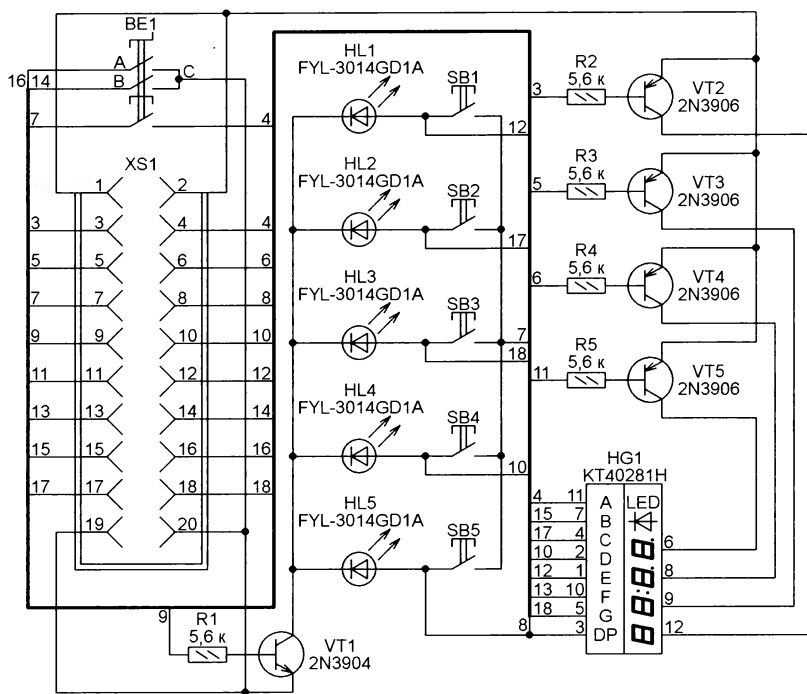 BE1
A
B
C
16 14
7
4
XS1
1 2
3 3 4 4
5 5 6 6
7 7 8 8
9 9 10 10
11 11 12 12
13 13 14 14
15 15 16 16
17 17 18 18
19 20
9
R1
5,6 к
VT1
2N3904
HL1
FYL-3014GD1A
SB1
12
HL2
FYL-3014GD1A
SB2
17
HL3
FYL-3014GD1A
SB3
7
18
HL4
FYL-3014GD1A
SB4
10
HL5
FYL-3014GD1A
SB5
8
3
R2
5,6 к
VT2
2N3906
5
R3
5,6 к
VT3
2N3906
6
R4
5,6 к
VT4
2N3906
11
R5
5,6 к
VT5
2N3906
HG1
KT40281H
4 11 A LED
15 7 B
17 4 C
10 2 D 6
12 1 E 8
13 10 F
18 5 G 9
3 DP 12
8.8:8.8.